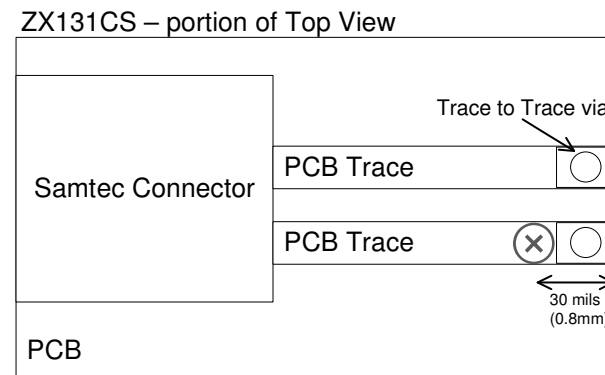 ZX131CS – portion of Top View
Trace to Trace via
PCB Trace
Samtec Connector
PCB Trace
30 mils
(0.8mm)
PCB